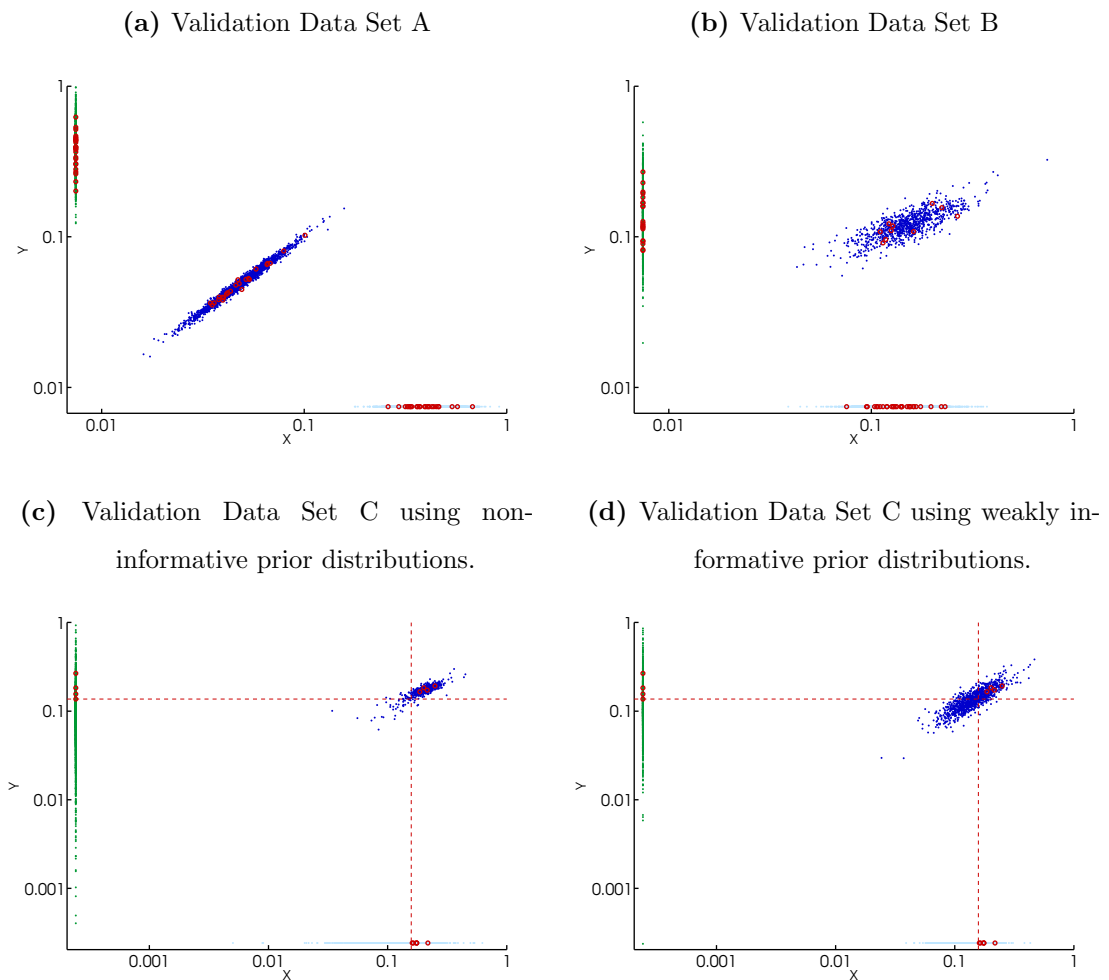 (a) Validation Data Set A
(b) Validation Data Set B
1
0.1
0.01
Y
0.01
0.1
1
X
1
0.1
0.01
Y
0.01
0.1
1
X
(c) Validation Data Set C using non-
informative prior distributions.
(d) Validation Data Set C using weakly in-
formative prior distributions.
1
0.1
0.01
0.001
Y
0.001
0.01
0.1
1
X
1
0.1
0.01
0.001
Y
0.001
0.01
0.1
1
X